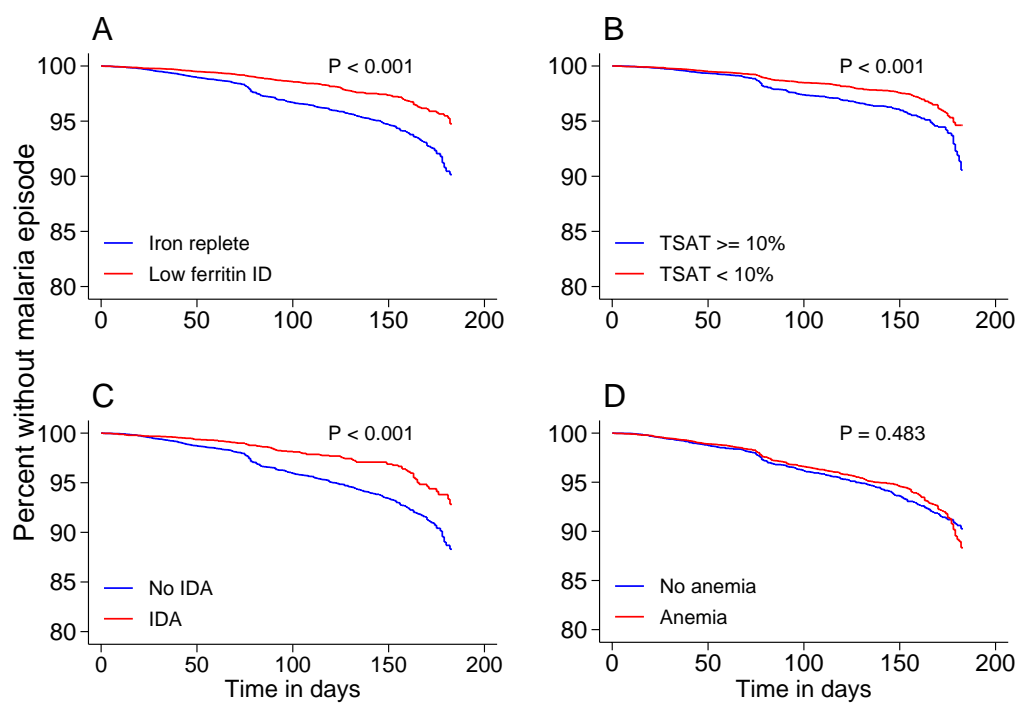 Percent without malaria episode
A
P < 0.001
100
95
90
85
80
Iron replete
Low ferritin ID
0 50 100 150 200
B
P < 0.001
100
95
90
85
80
TSAT >= 10%
TSAT < 10%
0 50 100 150 200
C
P < 0.001
100
95
90
85
80
No IDA
IDA
0 50 100 150 200
Time in days
D
P = 0.483
100
95
90
85
80
No anemia
Anemia
0 50 100 150 200
Time in days